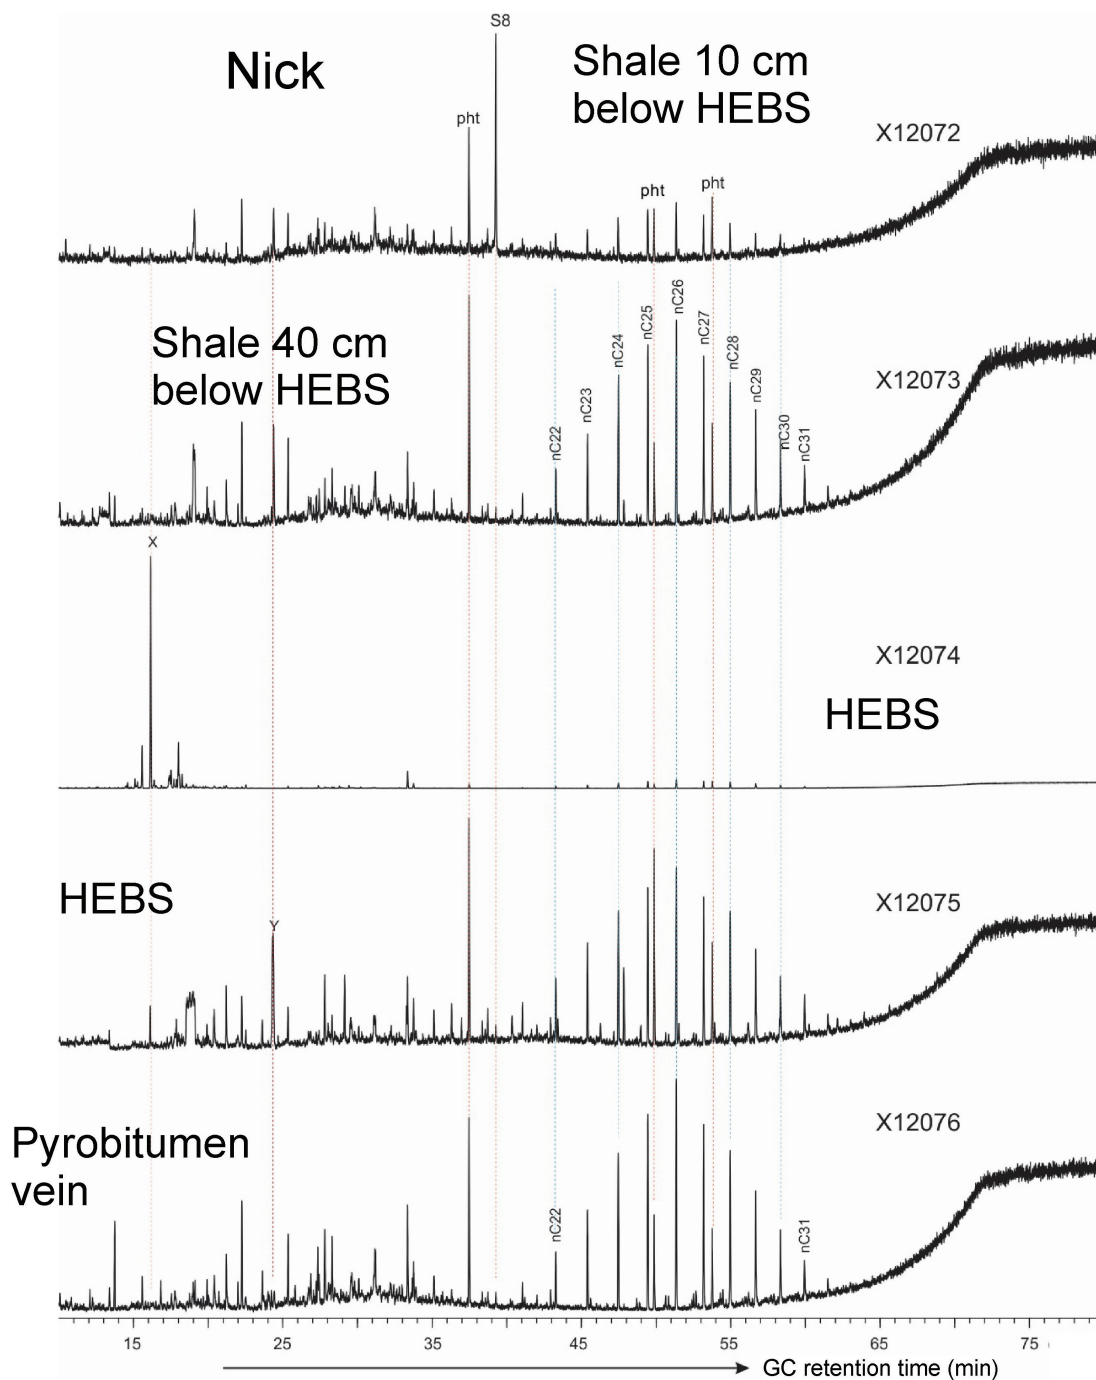 S8
Nick
Shale 10 cm
below HEBS
X12072
pht
pht
pht
Shale 40 cm
below HEBS
X12073
nC22
nC23
nC24
nC25
nC26
nC27
nC28
nC29
nC30
nC31
X
X12074
HEBS
HEBS
X12075
Y
Pyrobitumen
vein
X12076
nC22
nC31
15 25 35 45 55 65 75
GC retention time (min)